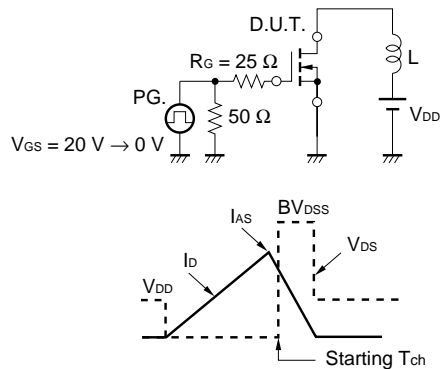 D.U.T.
RG = 25 Ω
L
PG.
50 Ω
VDD
VGS = 20 V → 0 V
IAS
BVDSS
ID
VDS
VDD
Starting Tch